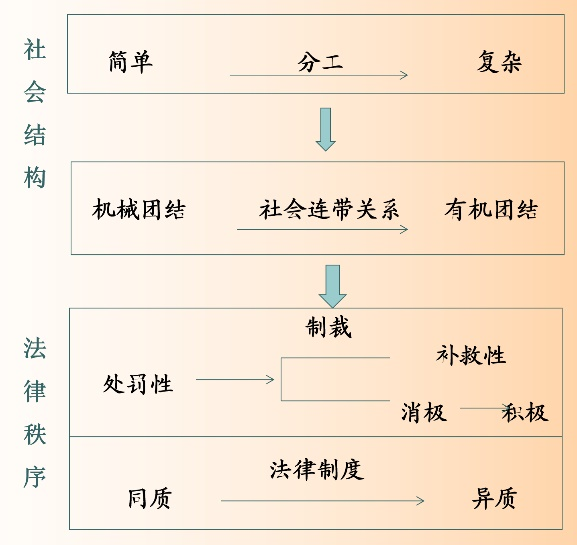 社会结构
简单 分工 复杂
机械团结 社会连带关系 有机团结
法律秩序
制裁
处罚性 补救性
消极 积极
法律制度
同质 异质